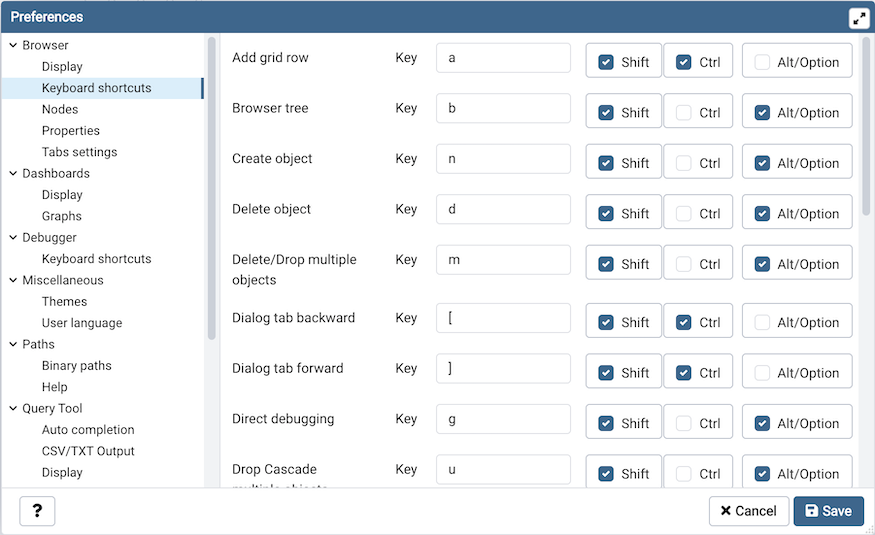 Preferences
Browser
Display
Keyboard shortcuts
Nodes
Properties
Tabs settings
Dashboards
Display
Graphs
Debugger
Keyboard shortcuts
Miscellaneous
Themes
User language
Paths
Binary paths
Help
Query Tool
Auto completion
CSV/TXT Output
Display
Add grid row Key a Shift Ctrl Alt/Option
Browser tree Key b Shift Ctrl Alt/Option
Create object Key n Shift Ctrl Alt/Option
Delete object Key d Shift Ctrl Alt/Option
Delete/Drop multiple Key m Shift Ctrl Alt/Option
objects
Dialog tab backward Key [ Shift Ctrl Alt/Option
Dialog tab forward Key ] Shift Ctrl Alt/Option
Direct debugging Key g Shift Ctrl Alt/Option
Drop Cascade Key u Shift Ctrl Alt/Option
multiple objects
? Cancel Save